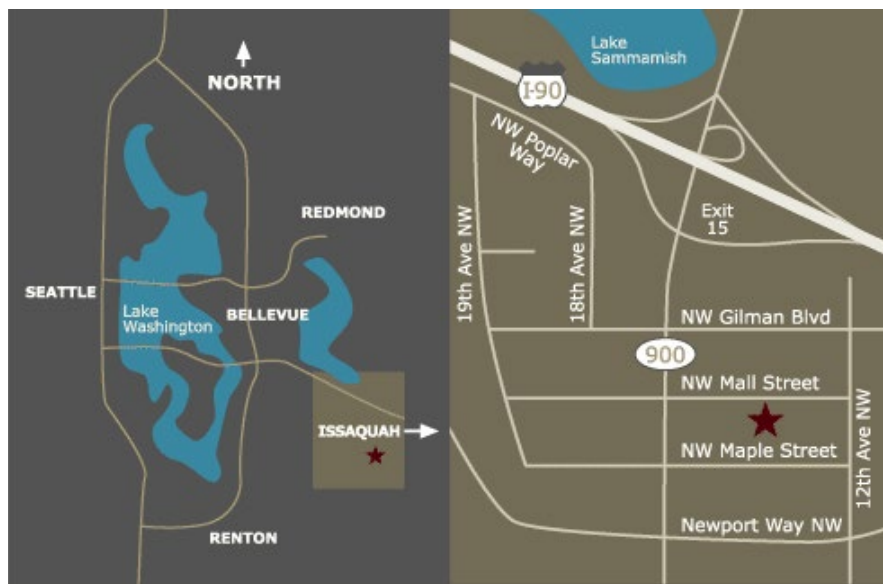 NORTH
REDMOND
SEATTLE
Lake
Washington
BELLEVUE
ISSAQUAH
RENTON
Lake
Sammamish
I-90
NW Poplar
Way
Exit
15
19th Ave NW
18th Ave NW
NW Gilman Blvd
900
NW Mall Street
NW Maple Street
12th Ave NW
Newport Way NW